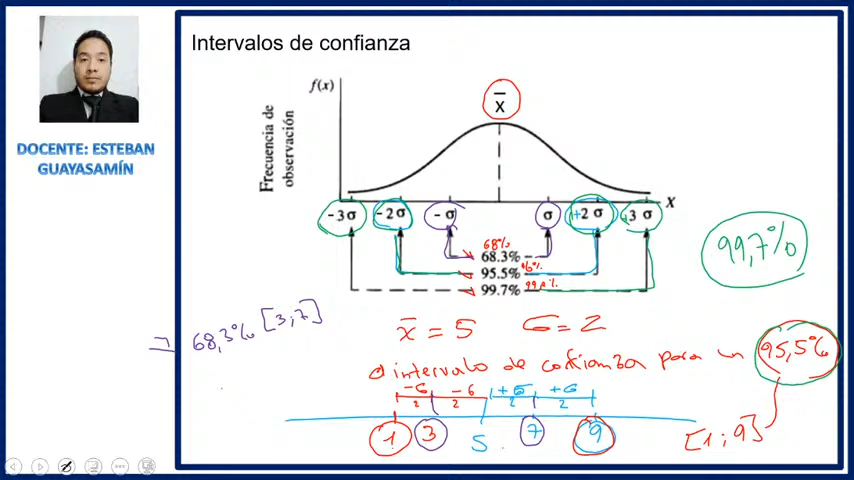 Intervalos de confianza
DOCENTE: ESTEBAN
GUAYASAMÍN
f(x)
x̄
Frecuencia de
observación
X
-3σ -2σ -σ σ +2σ +3σ
68%
68.3%
95.5%
99.7%
99,7%
68,3% [3;7]
x̄ = 5 σ = 2
intervalo de confianza para un 95,5%
-σ -σ +σ +σ
2 2 2 2
1 3 5 7 9
[1;9]